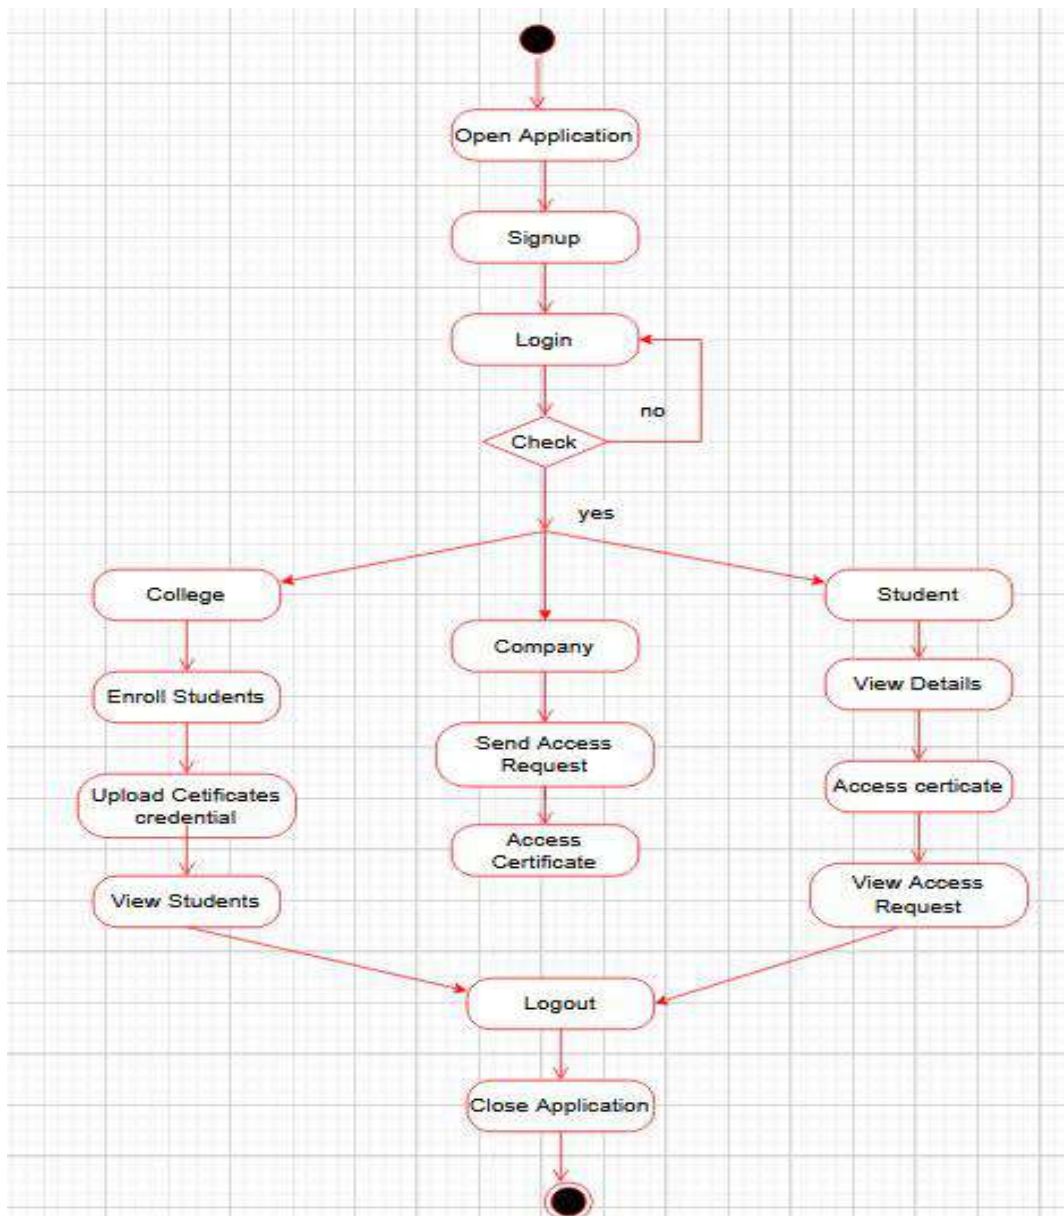 Open Application
Signup
Login
no
Check
yes
College
Enroll Students
Upload Cetificates
credential
View Students
Company
Send Access
Request
Access
Certificate
Student
View Details
Access certicate
View Access
Request
Logout
Close Application